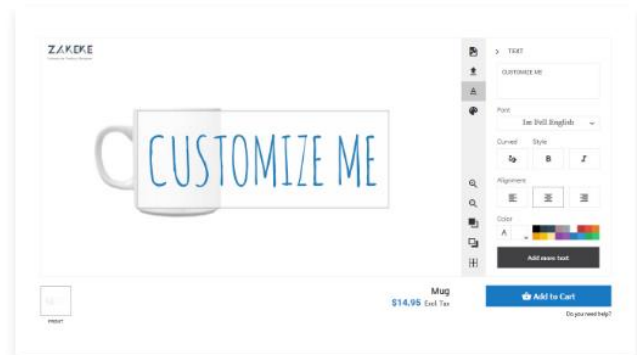 ZAKEKE
CUSTOMIZE ME
TEXT
CUSTOMIZE ME
Font
Im Fell English
Curved Style
B I
Alignment
Color
A
Add more text
Mug
$14.95 Excl Tax
Add to Cart
Do you need help?
FRONT